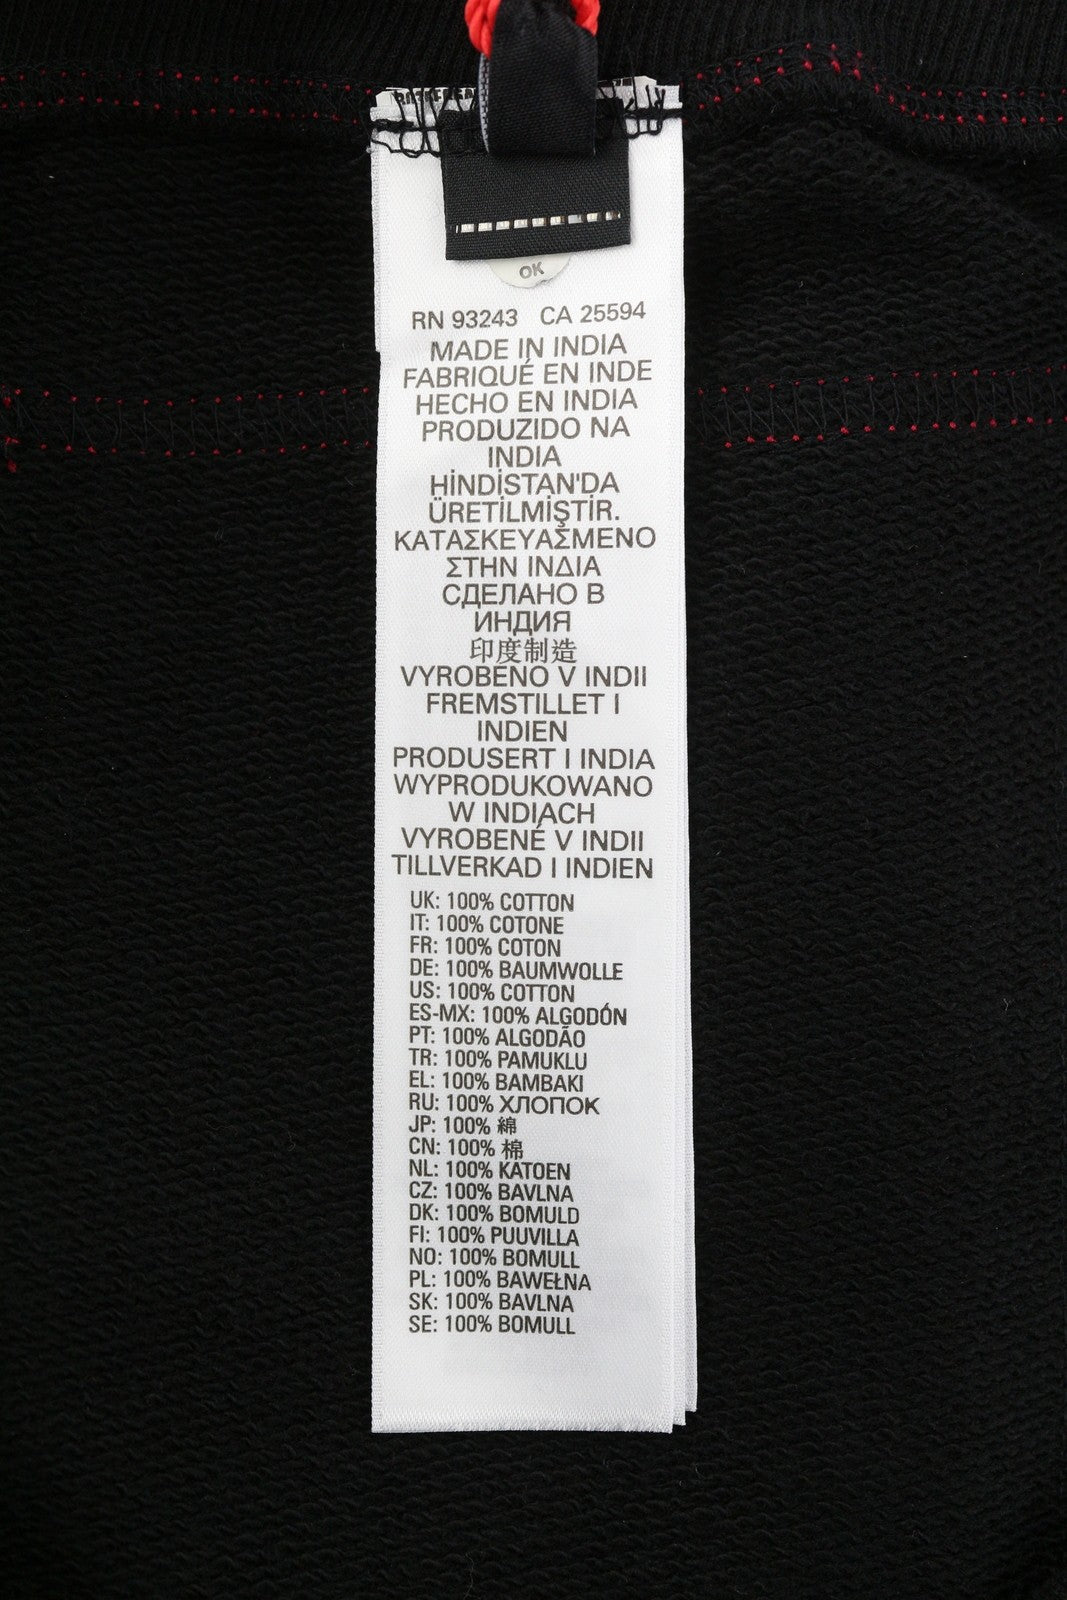 OK
RN 93243 CA 25594
MADE IN INDIA
FABRIQUÉ EN INDE
HECHO EN INDIA
PRODUZIDO NA
INDIA
HİNDİSTAN'DA
ÜRETİLMİŞTİR.
ΚΑΤΑΣΚΕΥΑΣΜΕΝΟ
ΣΤΗΝ ΙΝΔΙΑ
СДЕЛАНО В
ИНДИЯ
印度制造
VYROBENO V INDII
FREMSTILLET I
INDIEN
PRODUSERT I INDIA
WYPRODUKOWANO
W INDIACH
VYROBENÉ V INDII
TILLVERKAD I INDIEN
UK: 100% COTTON
IT: 100% COTONE
FR: 100% COTON
DE: 100% BAUMWOLLE
US: 100% COTTON
ES-MX: 100% ALGODÓN
PT: 100% ALGODÃO
TR: 100% PAMUKLU
EL: 100% ΒΑΜΒΑΚΙ
RU: 100% ХЛОПОК
JP: 100% 綿
CN: 100% 棉
NL: 100% KATOEN
CZ: 100% BAVLNA
DK: 100% BOMULD
FI: 100% PUUVILLA
NO: 100% BOMULL
PL: 100% BAWEŁNA
SK: 100% BAVLNA
SE: 100% BOMULL